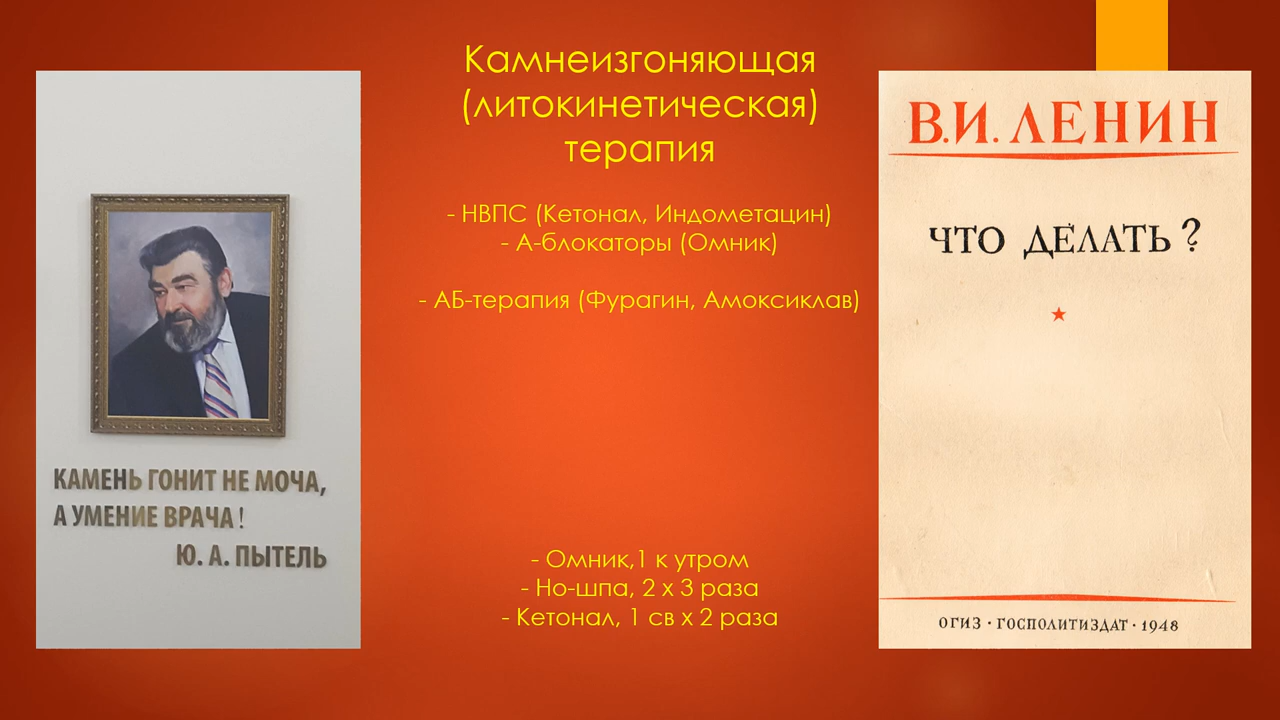 Камнеизгоняющая
(литокинетическая)
терапия
- НВПС (Кетонал, Индометацин)
- А-блокаторы (Омник)
- АБ-терапия (Фурагин, Амоксиклав)
- Омник,1 к утром
- Но-шпа, 2 х 3 раза
- Кетонал, 1 св х 2 раза
КАМЕНЬ ГОНИТ НЕ МОЧА,
А УМЕНИЕ ВРАЧА!
Ю. А. ПЫТЕЛЬ
В.И. ЛЕНИН
ЧТО ДЕЛАТЬ?
ОГИЗ · ГОСПОЛИТИЗДАТ · 1948